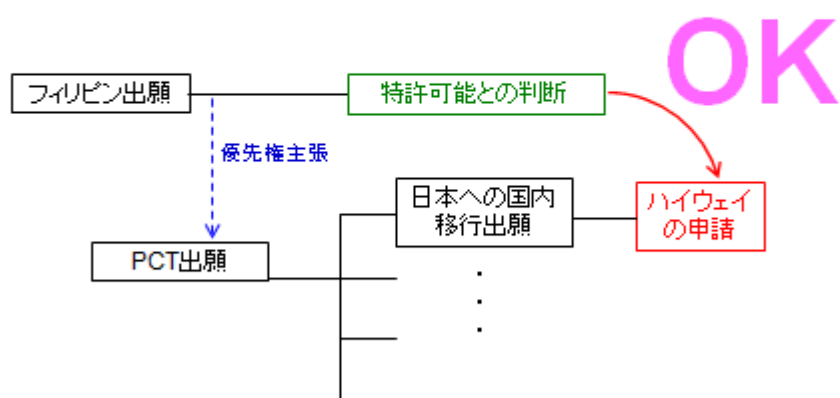 OK
フィリピン出願
特許可能との判断
優先権主張
日本への国内
移行出願
ハイウェイ
の申請
PCT出願